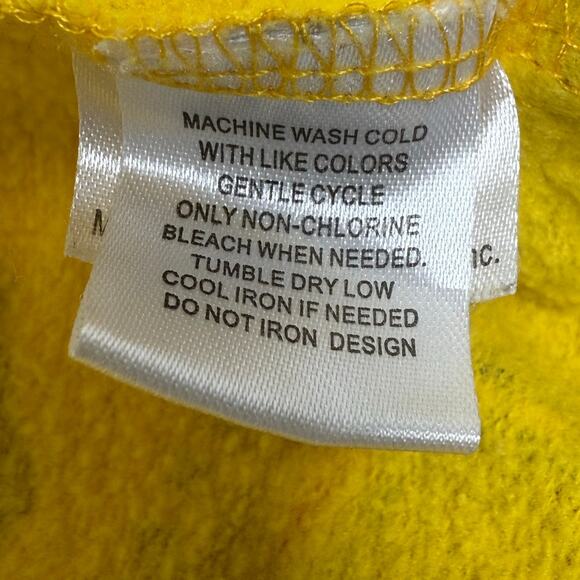 MACHINE WASH COLD
WITH LIKE COLORS
GENTLE CYCLE
ONLY NON-CHLORINE
BLEACH WHEN NEEDED.
TUMBLE DRY LOW
COOL IRON IF NEEDED
DO NOT IRON DESIGN